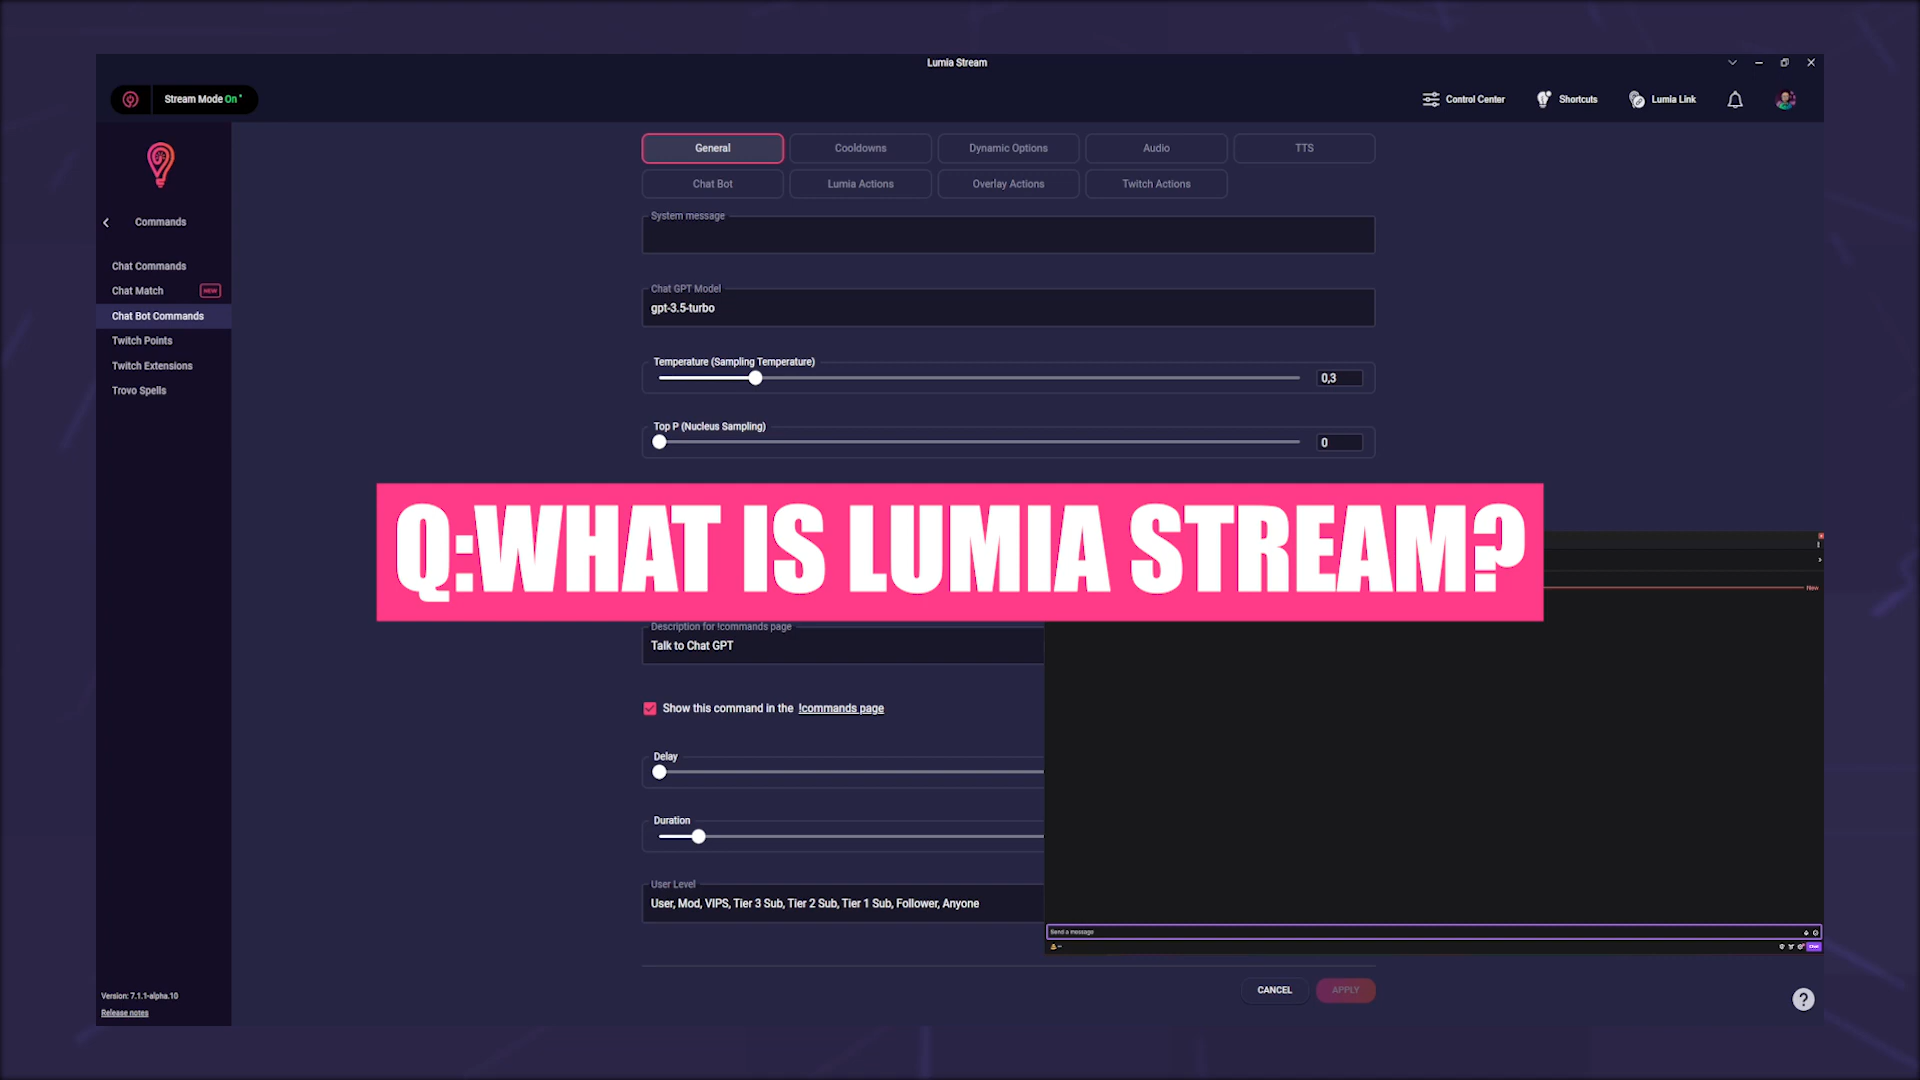 Lumia Stream
Stream Mode On
Control Center
Shortcuts
Lumia Link
Commands
Chat Commands
Chat Match NEW
Chat Bot Commands
Twitch Points
Twitch Extensions
Trovo Spells
General
Cooldowns
Dynamic Options
Audio
TTS
Chat Bot
Lumia Actions
Overlay Actions
Twitch Actions
System message
Chat GPT Model
gpt-3.5-turbo
Temperature (Sampling Temperature)
0,3
Top P (Nucleus Sampling)
0
Q:WHAT IS LUMIA STREAM?
New
Description for !commands page
Talk to Chat GPT
Show this command in the !commands page
Delay
Duration
User Level
User, Mod, VIPS, Tier 3 Sub, Tier 2 Sub, Tier 1 Sub, Follower, Anyone
Send a message
Chat
CANCEL
APPLY
Version: 7.1.1-alpha.10
Release notes
?